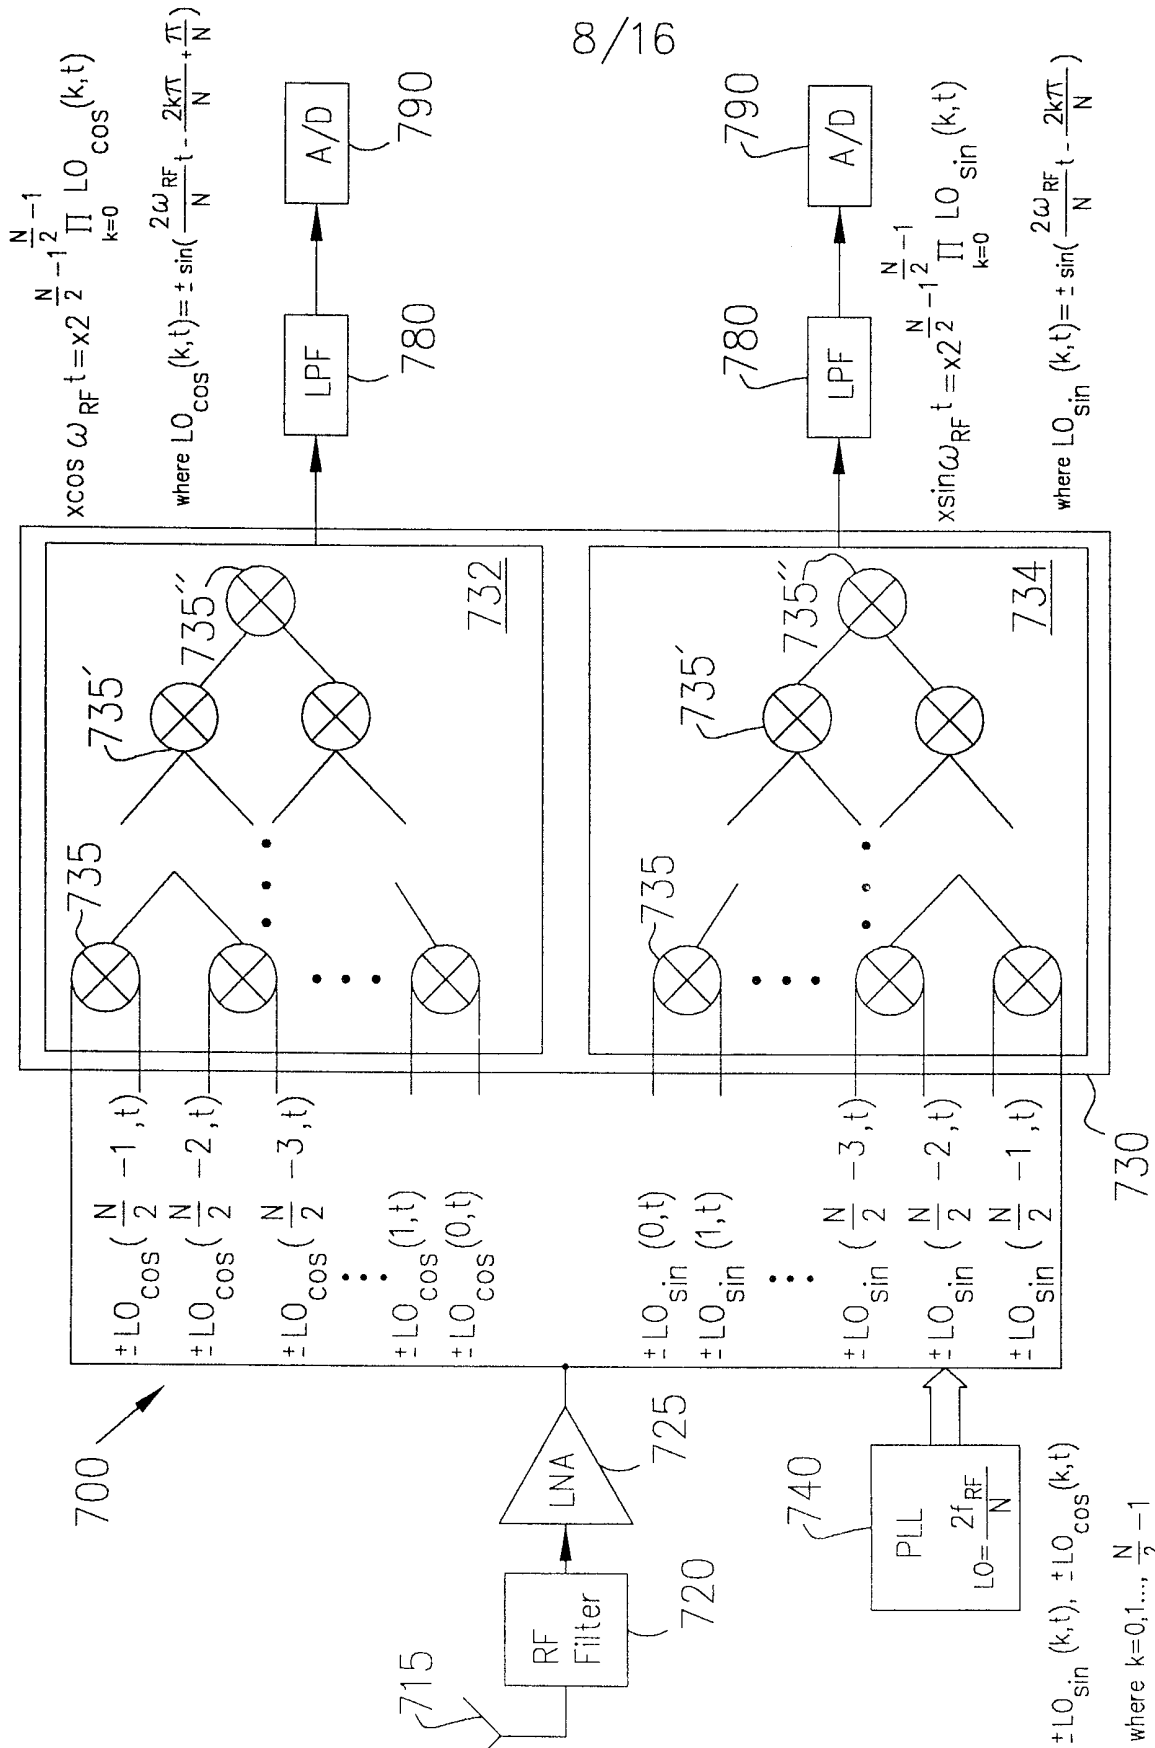 8/16
700
715
RF
Filter
720
LNA
725
PLL
LO=2f_RF/N
740
±LO_sin (k,t), ±LO_cos (k,t)
where k=0,1..., N/2 -1
±LO_cos (N/2 -1,t)
±LO_cos (N/2 -2,t)
±LO_cos (N/2 -3,t)
±LO_cos (1,t)
±LO_cos (0,t)
±LO_sin (0,t)
±LO_sin (1,t)
±LO_sin (N/2 -3,t)
±LO_sin (N/2 -2,t)
±LO_sin (N/2 -1,t)
730
735
735′
735″
732
735
735′
735″
734
LPF
780
A/D
790
LPF
780
A/D
790
xcos ω_RF t=x2^(N/2 -1) ∏_(k=0)^(N/2 -1) LO_cos (k,t)
where LO_cos (k,t)= ± sin(2ω_RF/N t - 2kπ/N + π/N)
xsinω_RF t=x2^(N/2 -1) ∏_(k=0)^(N/2 -1) LO_sin (k,t)
where LO_sin (k,t)= ± sin(2ω_RF/N t - 2kπ/N)